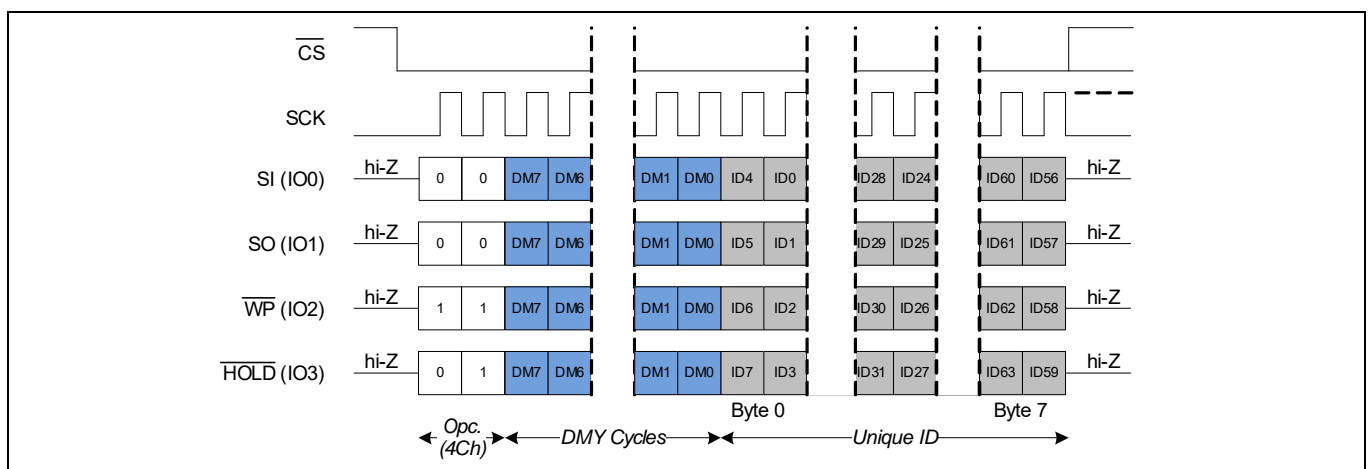 CS
SCK
SI (IO0) hi-Z 0 0 DM7 DM6 DM1 DM0 ID4 ID0 ID28 ID24 ID60 ID56 hi-Z
SO (IO1) hi-Z 0 0 DM7 DM6 DM1 DM0 ID5 ID1 ID29 ID25 ID61 ID57 hi-Z
WP (IO2) hi-Z 1 1 DM7 DM6 DM1 DM0 ID6 ID2 ID30 ID26 ID62 ID58 hi-Z
HOLD (IO3) hi-Z 0 1 DM7 DM6 DM1 DM0 ID7 ID3 ID31 ID27 ID63 ID59 hi-Z
Byte 0 Byte 7
Opc. DMY Cycles Unique ID
(4Ch)